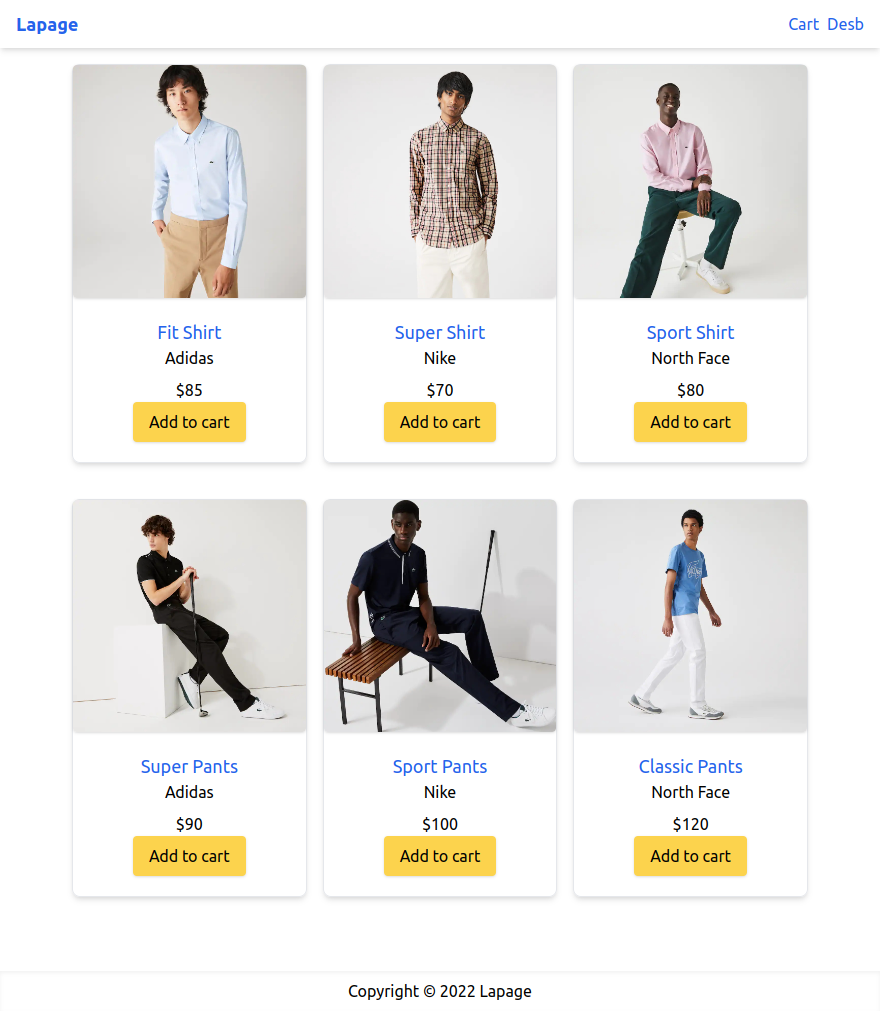 Lapage
Cart Desb
Fit Shirt
Adidas
$85
Add to cart
Super Shirt
Nike
$70
Add to cart
Sport Shirt
North Face
$80
Add to cart
Super Pants
Adidas
$90
Add to cart
Sport Pants
Nike
$100
Add to cart
Classic Pants
North Face
$120
Add to cart
Copyright © 2022 Lapage